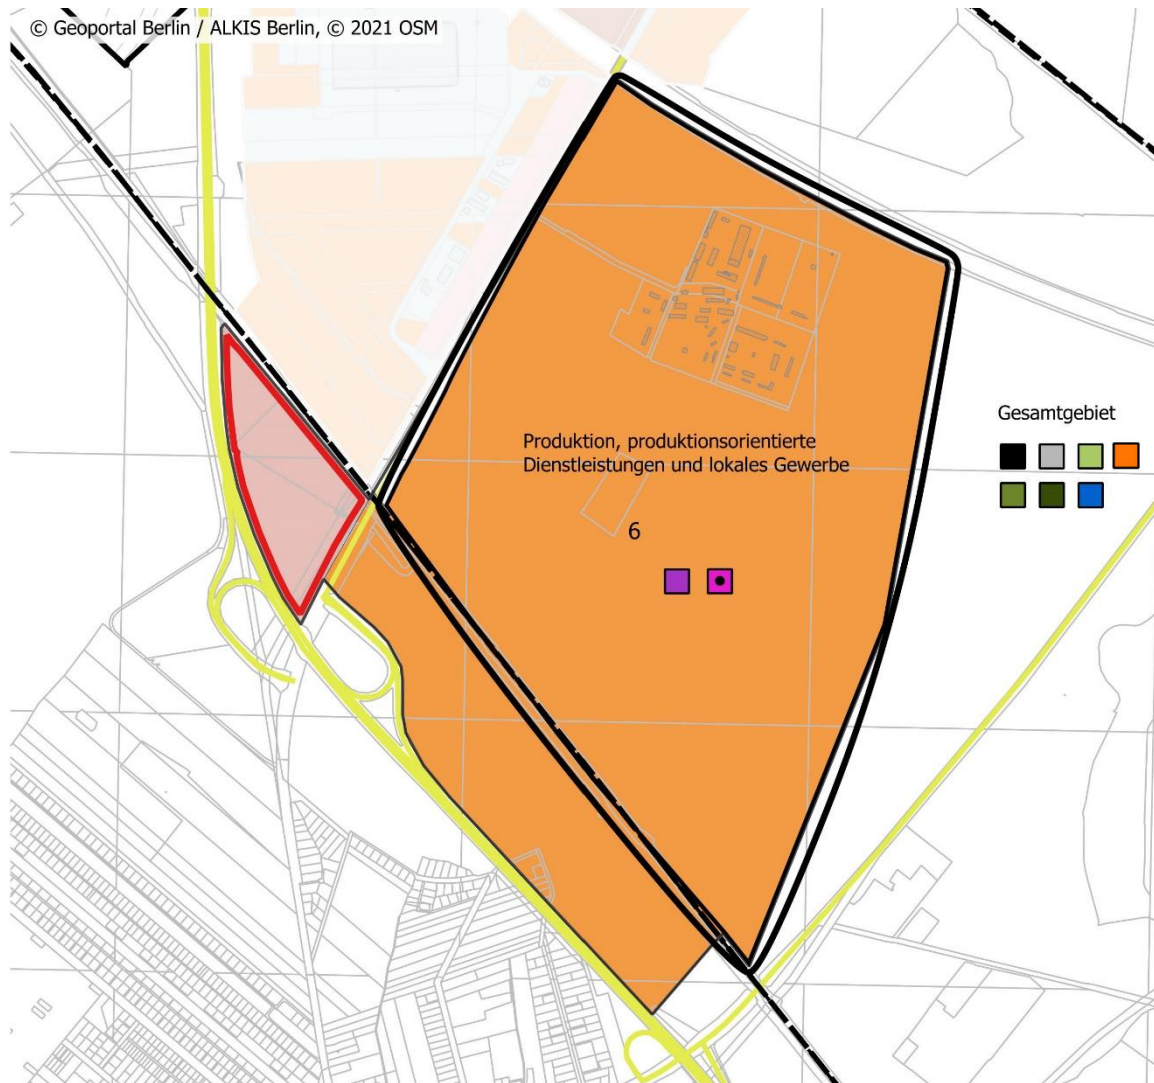 © Geoportal Berlin / ALKIS Berlin, © 2021 OSM
Gesamtgebiet
Produktion, produktionsorientierte
Dienstleistungen und lokales Gewerbe
6